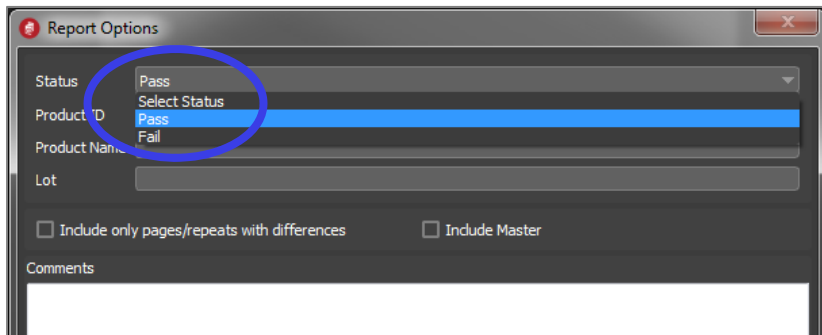 Report Options
Status Pass
Select Status
Product ID Pass
Fail
Product Name
Lot
Include only pages/repeats with differences Include Master
Comments